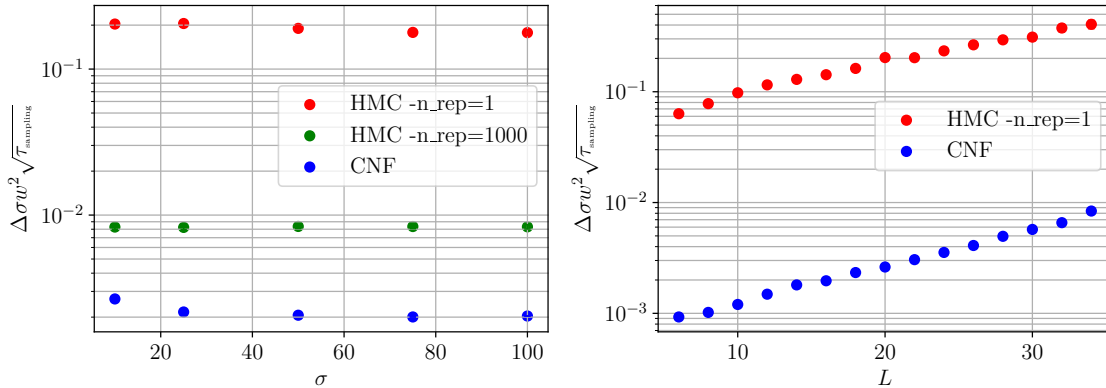 Δσw²√τ_sampling
10⁻¹
10⁻²
HMC -n_rep=1
HMC -n_rep=1000
CNF
20 40 60 80 100
σ
Δσw²√τ_sampling
10⁻¹
10⁻²
10⁻³
HMC -n_rep=1
CNF
10 20 30
L